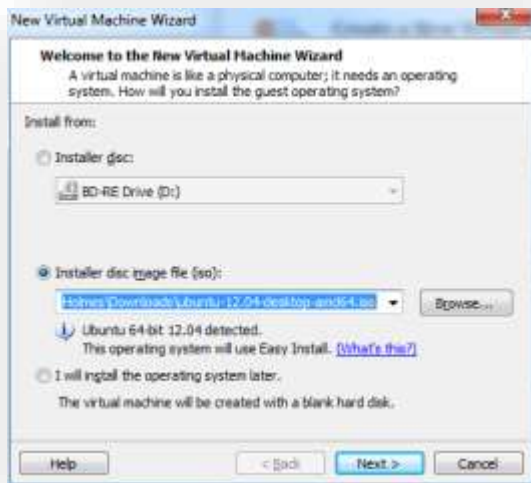 New Virtual Machine Wizard
Welcome to the New Virtual Machine Wizard
A virtual machine is like a physical computer; it needs an operating
system. How will you install the guest operating system?
Install from:
Installer disc:
BD-RE Drive (D:)
Installer disc image file (iso):
Holmes\Downloads\ubuntu-12.04-desktop-amd64.iso
Browse...
Ubuntu 64-bit 12.04 detected.
This operating system will use Easy Install. (What's this?)
I will install the operating system later.
The virtual machine will be created with a blank hard disk.
Help < Back Next > Cancel